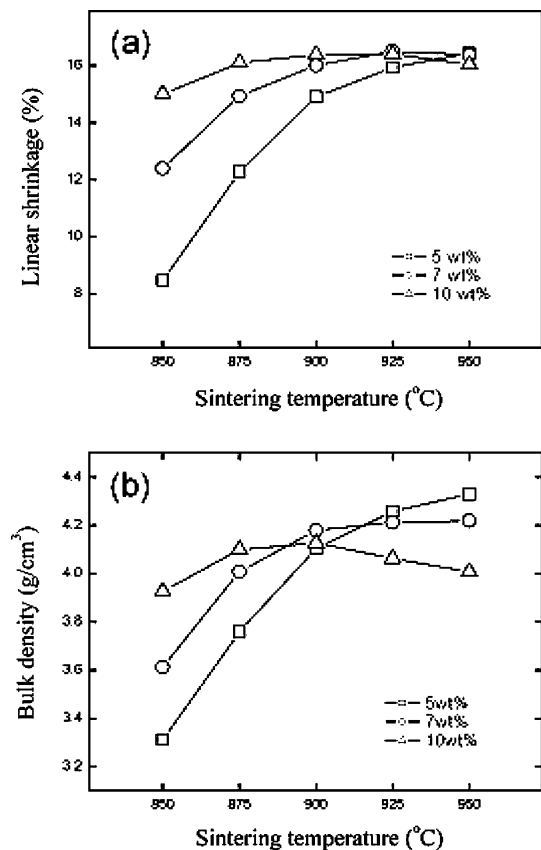 (a)
16
14
12
10
8
Linear shrinkage (%)
5 wt%
7 wt%
10 wt%
850 875 900 925 950
Sintering temperature (°C)
(b)
4.4
4.2
4.0
3.8
3.6
3.4
3.2
Bulk density (g/cm³)
5wt%
7wt%
10wt%
850 875 900 925 950
Sintering temperature (°C)